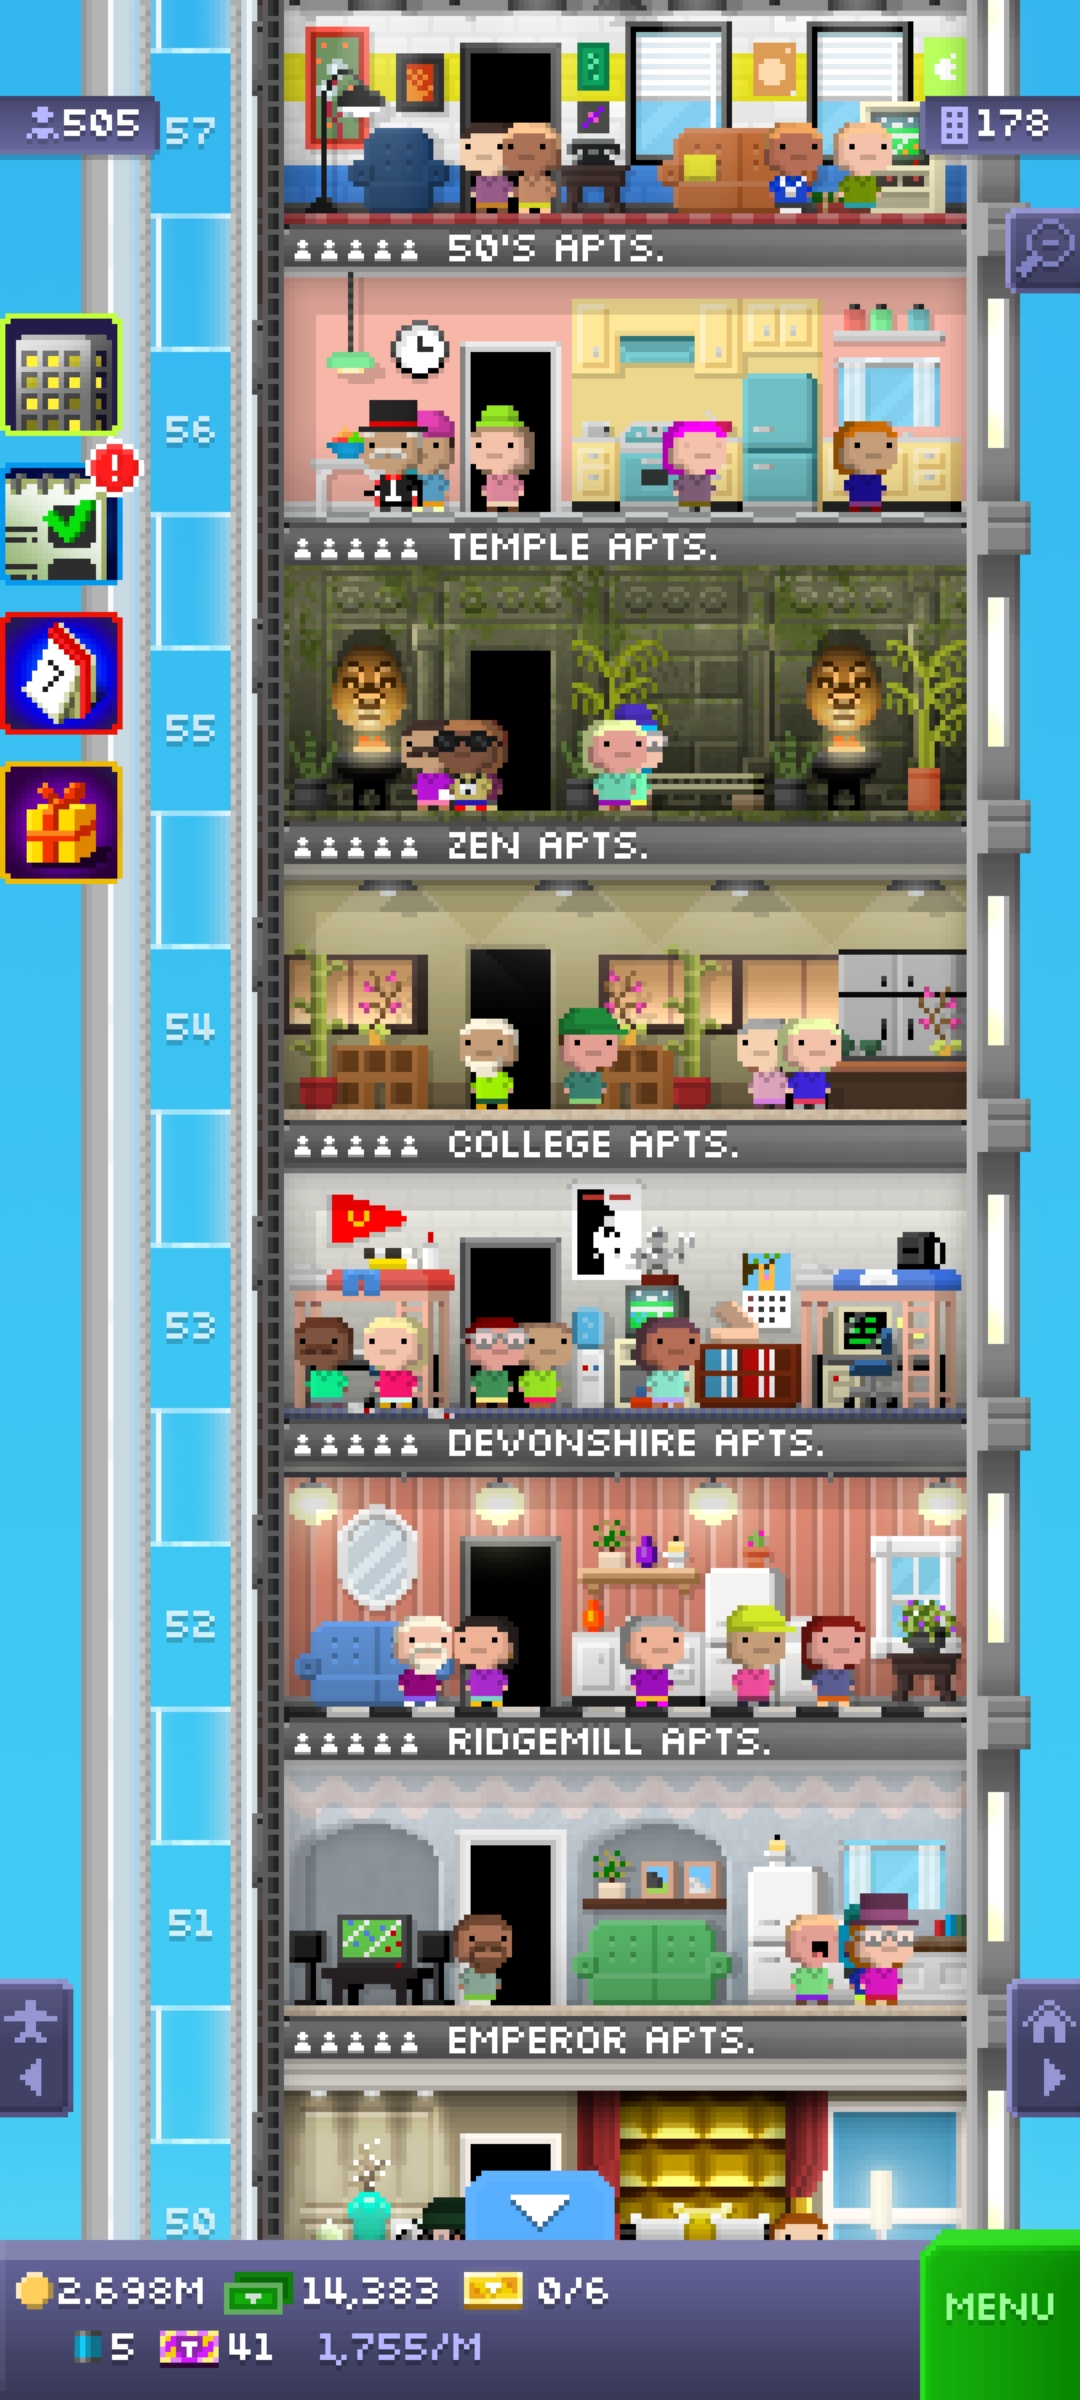 505
57
178
50'S APTS.
56
TEMPLE APTS.
55
ZEN APTS.
54
COLLEGE APTS.
53
DEVONSHIRE APTS.
52
RIDGEMILL APTS.
51
EMPEROR APTS.
50
2.698M 14,383 0/6
5 41 1,755/M
MENU